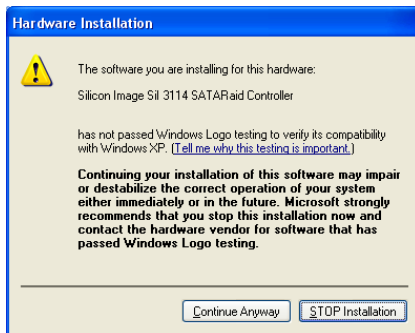 Hardware Installation
The software you are installing for this hardware:
Silicon Image SiI 3114 SATARaid Controller
has not passed Windows Logo testing to verify its compatibility
with Windows XP. (Tell me why this testing is important.)
Continuing your installation of this software may impair
or destabilize the correct operation of your system
either immediately or in the future. Microsoft strongly
recommends that you stop this installation now and
contact the hardware vendor for software that has
passed Windows Logo testing.
Continue Anyway
STOP Installation